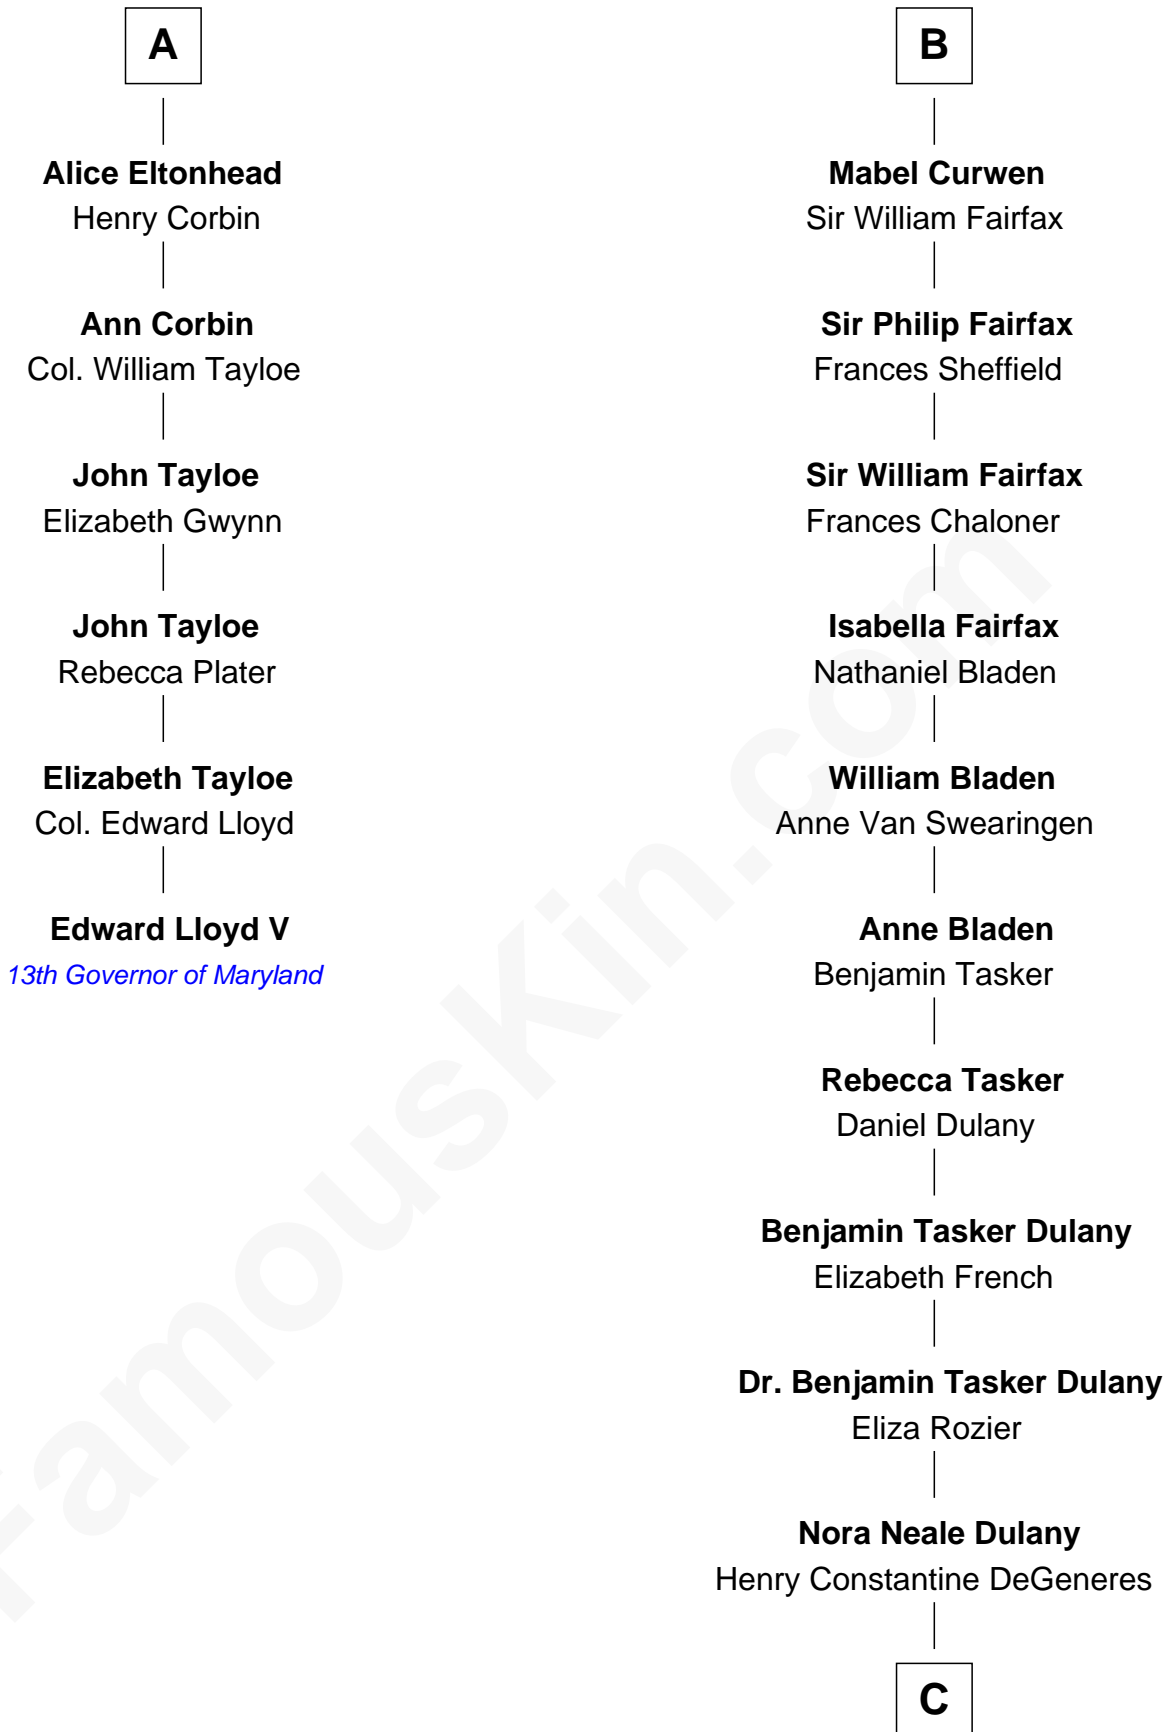 A
Alice Eltonhead
Henry Corbin
Ann Corbin
Col. William Tayloe
John Tayloe
Elizabeth Gwynn
John Tayloe
Rebecca Plater
Elizabeth Tayloe
Col. Edward Lloyd
Edward Lloyd V
13th Governor of Maryland
B
Mabel Curwen
Sir William Fairfax
Sir Philip Fairfax
Frances Sheffield
Sir William Fairfax
Frances Chaloner
Isabella Fairfax
Nathaniel Bladen
William Bladen
Anne Van Swearingen
Anne Bladen
Benjamin Tasker
Rebecca Tasker
Daniel Dulany
Benjamin Tasker Dulany
Elizabeth French
Dr. Benjamin Tasker Dulany
Eliza Rozier
Nora Neale Dulany
Henry Constantine DeGeneres
C
FamousKin.com